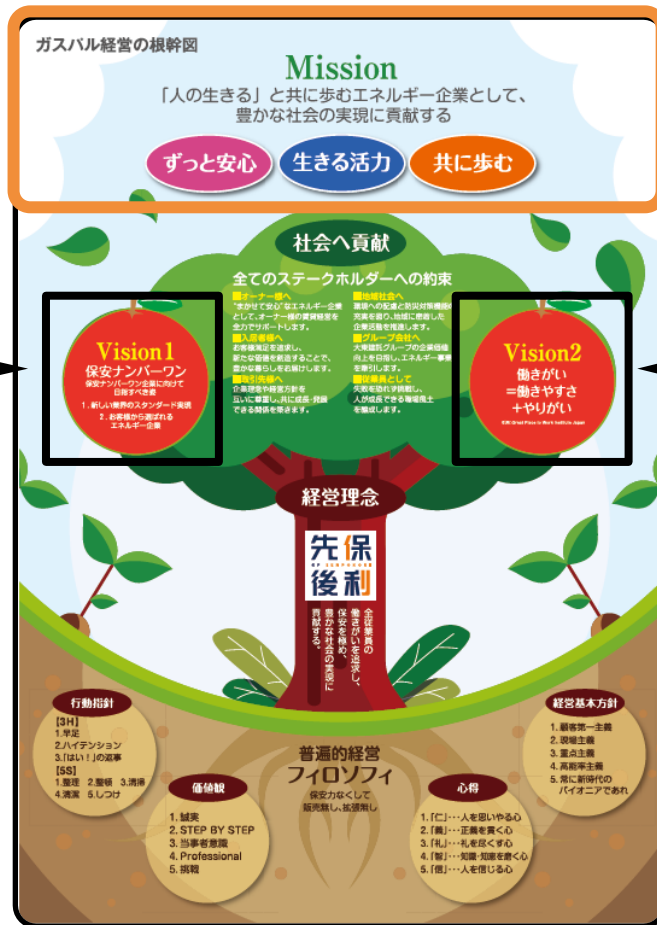 ガスパル経営の根幹図
Mission
「人の生きる」と共に歩むエネルギー企業として、
豊かな社会の実現に貢献する
ずっと安心
生きる活力
共に歩む
社会へ貢献
全てのステークホルダーへの約束
■オーナー様へ
“まかせて安心”なエネルギー企業
として、オーナー様の賃貸経営を
全力でサポートします。
■入居者様へ
お客様満足を追求し、
新たな価値を創造することで、
豊かな暮らしをお届けします。
■取引先様へ
企業理念や経営方針を
互いに尊重し、共に成長・発展
できる関係を築きます。
■地域社会へ
環境への配慮と防災対策機能の
充実を図り、地域に密着した
企業活動を推進します。
■グループ会社へ
大東建託グループの企業価値
向上を目指し、エネルギー事業
を牽引します。
■従業員として
失敗を恐れず挑戦し、
人が成長できる職場風土
を醸成します。
Vision1
保安ナンバーワン
保安ナンバーワン企業に向けて
目指すべき姿
1.新しい業界のスタンダード実現
2.お客様から選ばれる
エネルギー企業
Vision2
働きがい
=働きやすさ
+やりがい
経営理念
先保
後利
全従業員の
働きがいを追求し、
保安を極め、
豊かな社会の実現に
貢献する。
行動指針
【3H】
1.早足
2.ハイテンション
3.「はい!」の返事
【5S】
1.整理 2.整頓 3.清掃
4.清潔 5.しつけ
価値観
1.誠実
2.STEP BY STEP
3.当事者意識
4.Professional
5.挑戦
普遍的経営
フィロソフィ
保安力なくして
販売無し、拡張無し
心得
1.「仁」…人を思いやる心
2.「義」…正義を貫く心
3.「礼」…礼を尽くす心
4.「智」…知識・知恵を磨く心
5.「信」…人を信じる心
経営基本方針
1.顧客第一主義
2.現場主義
3.重点主義
4.高能率主義
5.常に新時代の
パイオニアであれ